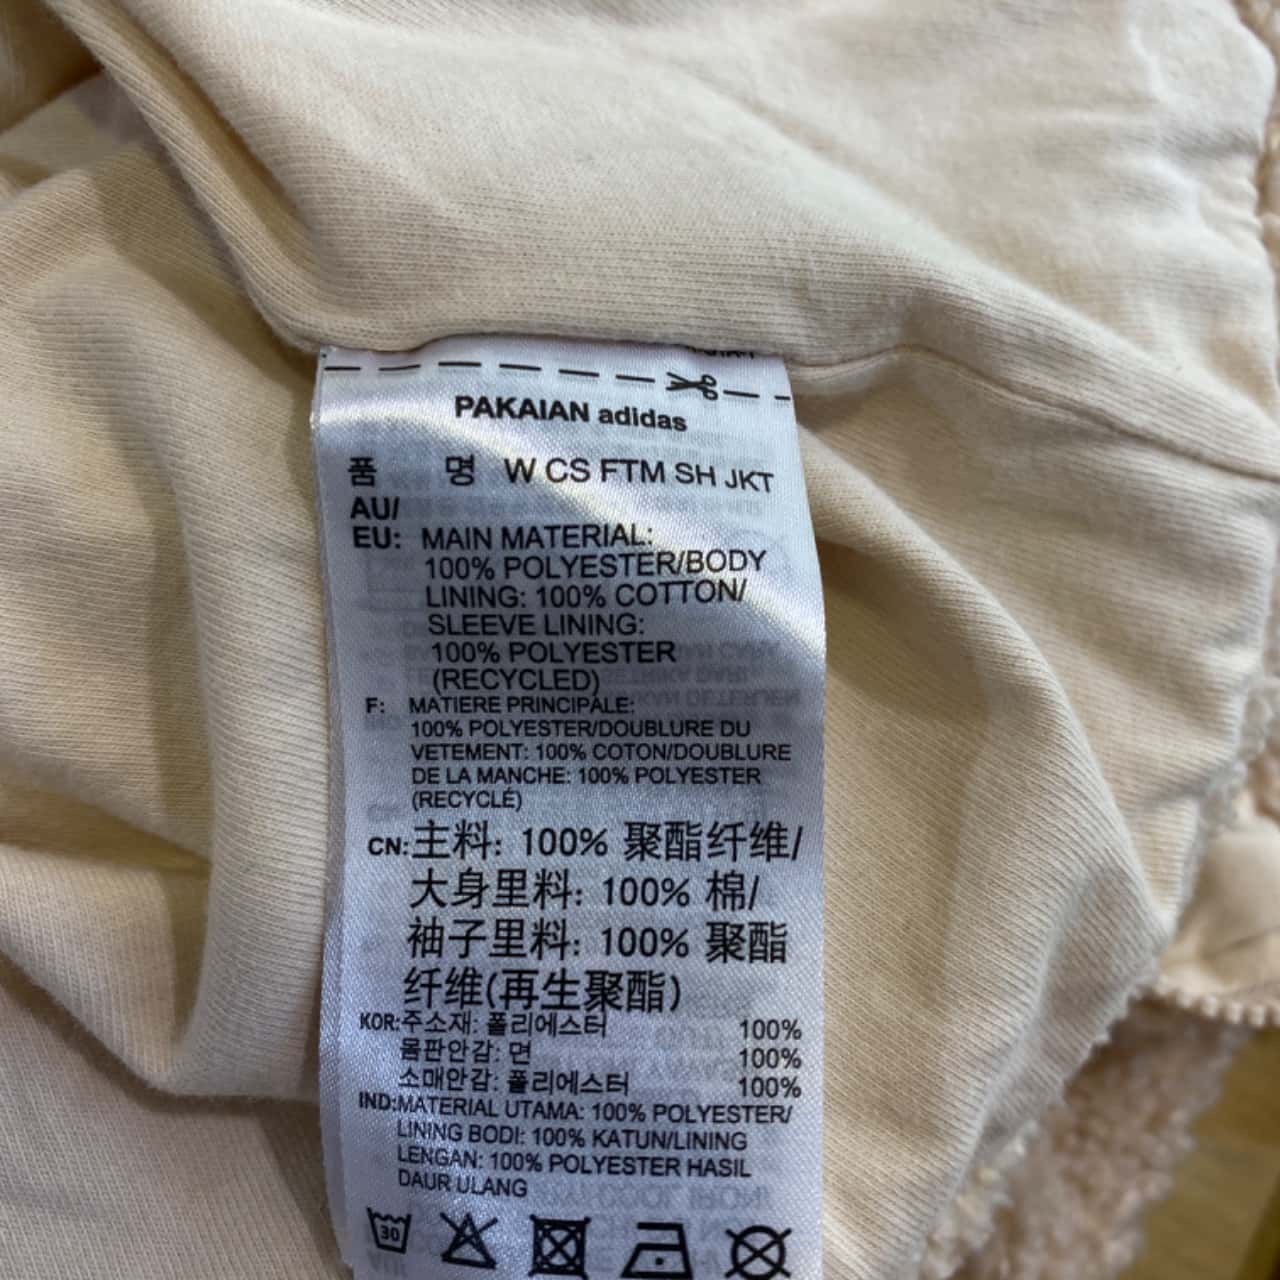 PAKAIAN adidas
품 명 W CS FTM SH JKT
AU/
EU: MAIN MATERIAL:
100% POLYESTER/BODY
LINING: 100% COTTON/
SLEEVE LINING:
100% POLYESTER
(RECYCLED)
F: MATIERE PRINCIPALE:
100% POLYESTER/DOUBLURE DU
VETEMENT: 100% COTON/DOUBLURE
DE LA MANCHE: 100% POLYESTER
(RECYCLÉ)
CN:主料: 100% 聚酯纤维/
大身里料: 100% 棉/
袖子里料: 100% 聚酯
纤维(再生聚酯)
KOR:주소재: 폴리에스터 100%
몸판안감: 면 100%
소매안감: 폴리에스터 100%
IND:MATERIAL UTAMA: 100% POLYESTER/
LINING BODI: 100% KATUN/LINING
LENGAN: 100% POLYESTER HASIL
DAUR ULANG
30